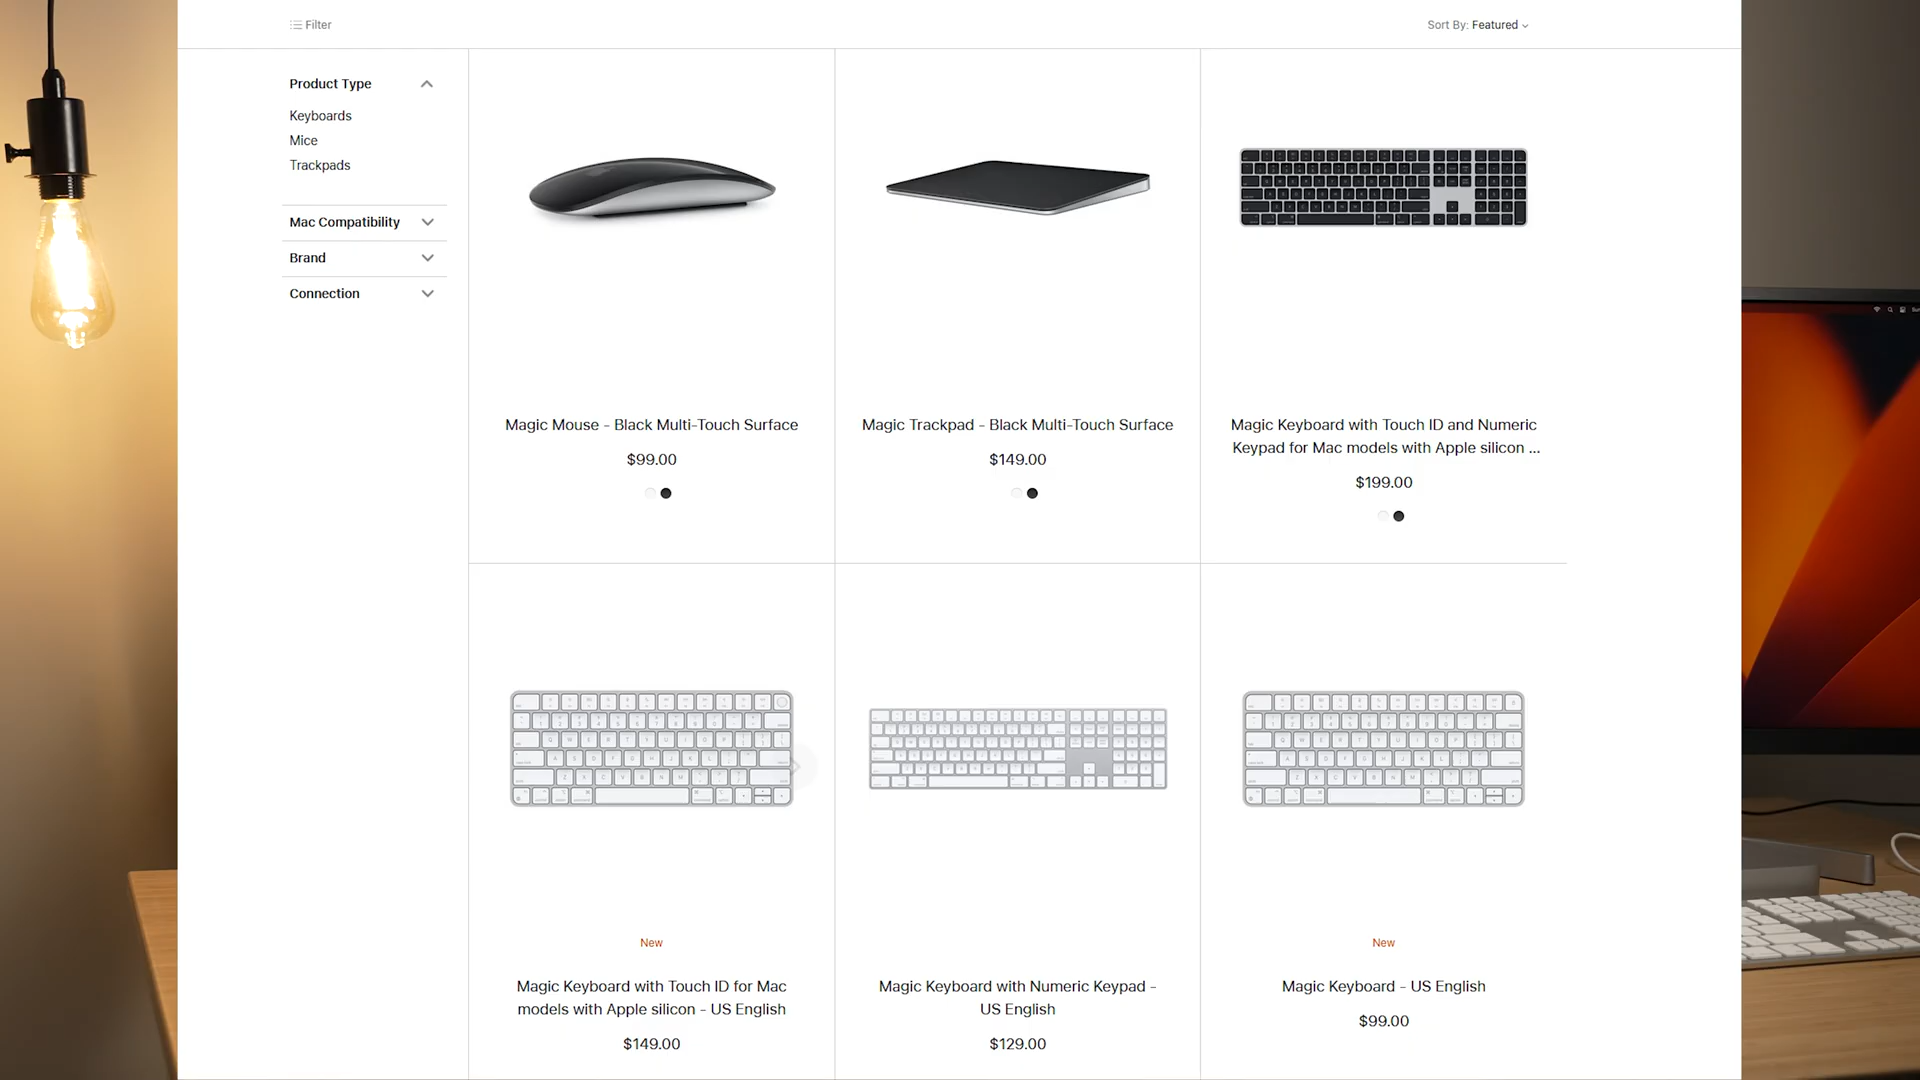 Filter
Sort By: Featured
Product Type
Keyboards
Mice
Trackpads
Mac Compatibility
Brand
Connection
Magic Mouse - Black Multi-Touch Surface
$99.00
Magic Trackpad - Black Multi-Touch Surface
$149.00
Magic Keyboard with Touch ID and Numeric
Keypad for Mac models with Apple silicon ...
$199.00
New
Magic Keyboard with Touch ID for Mac
models with Apple silicon - US English
$149.00
Magic Keyboard with Numeric Keypad -
US English
$129.00
New
Magic Keyboard - US English
$99.00